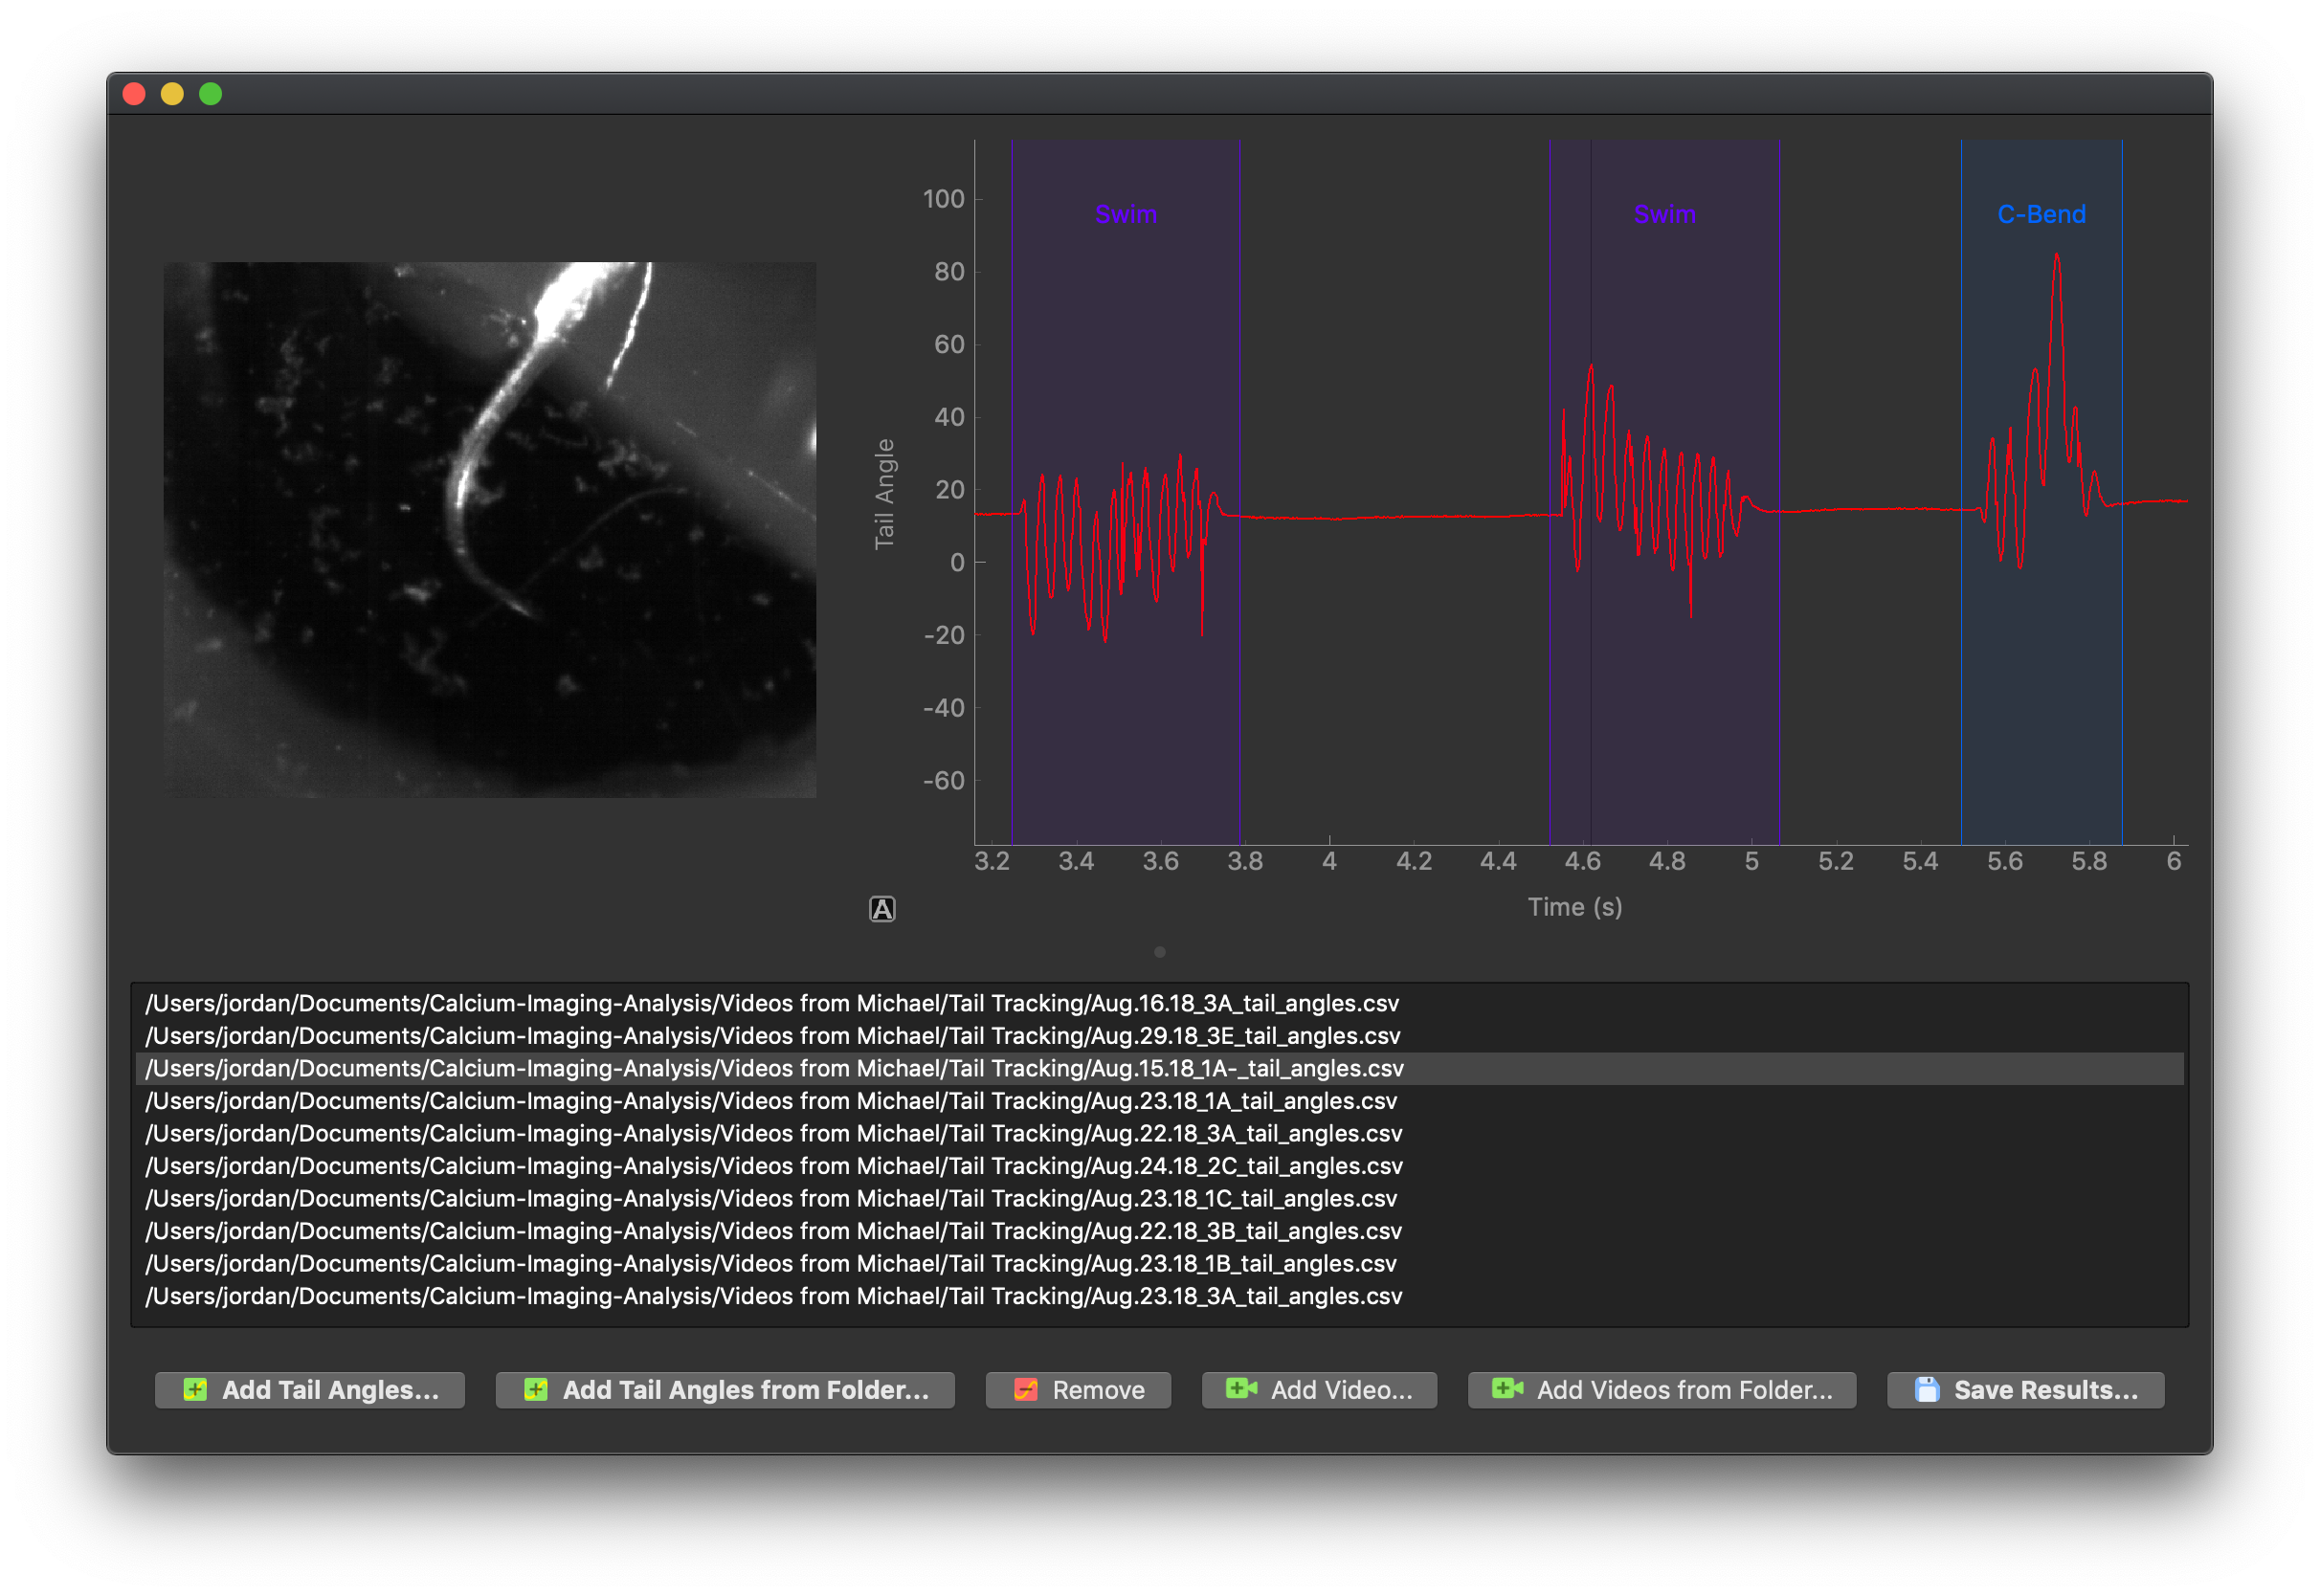 100
80
60
40
20
0
-20
-40
-60
Tail Angle
Swim
Swim
C-Bend
3.2 3.4 3.6 3.8 4 4.2 4.4 4.6 4.8 5 5.2 5.4 5.6 5.8 6
Time (s)
A
/Users/jordan/Documents/Calcium-Imaging-Analysis/Videos from Michael/Tail Tracking/Aug.16.18_3A_tail_angles.csv
/Users/jordan/Documents/Calcium-Imaging-Analysis/Videos from Michael/Tail Tracking/Aug.29.18_3E_tail_angles.csv
/Users/jordan/Documents/Calcium-Imaging-Analysis/Videos from Michael/Tail Tracking/Aug.15.18_1A-_tail_angles.csv
/Users/jordan/Documents/Calcium-Imaging-Analysis/Videos from Michael/Tail Tracking/Aug.23.18_1A_tail_angles.csv
/Users/jordan/Documents/Calcium-Imaging-Analysis/Videos from Michael/Tail Tracking/Aug.22.18_3A_tail_angles.csv
/Users/jordan/Documents/Calcium-Imaging-Analysis/Videos from Michael/Tail Tracking/Aug.24.18_2C_tail_angles.csv
/Users/jordan/Documents/Calcium-Imaging-Analysis/Videos from Michael/Tail Tracking/Aug.23.18_1C_tail_angles.csv
/Users/jordan/Documents/Calcium-Imaging-Analysis/Videos from Michael/Tail Tracking/Aug.22.18_3B_tail_angles.csv
/Users/jordan/Documents/Calcium-Imaging-Analysis/Videos from Michael/Tail Tracking/Aug.23.18_1B_tail_angles.csv
/Users/jordan/Documents/Calcium-Imaging-Analysis/Videos from Michael/Tail Tracking/Aug.23.18_3A_tail_angles.csv
Add Tail Angles... Add Tail Angles from Folder... Remove Add Video... Add Videos from Folder... Save Results...